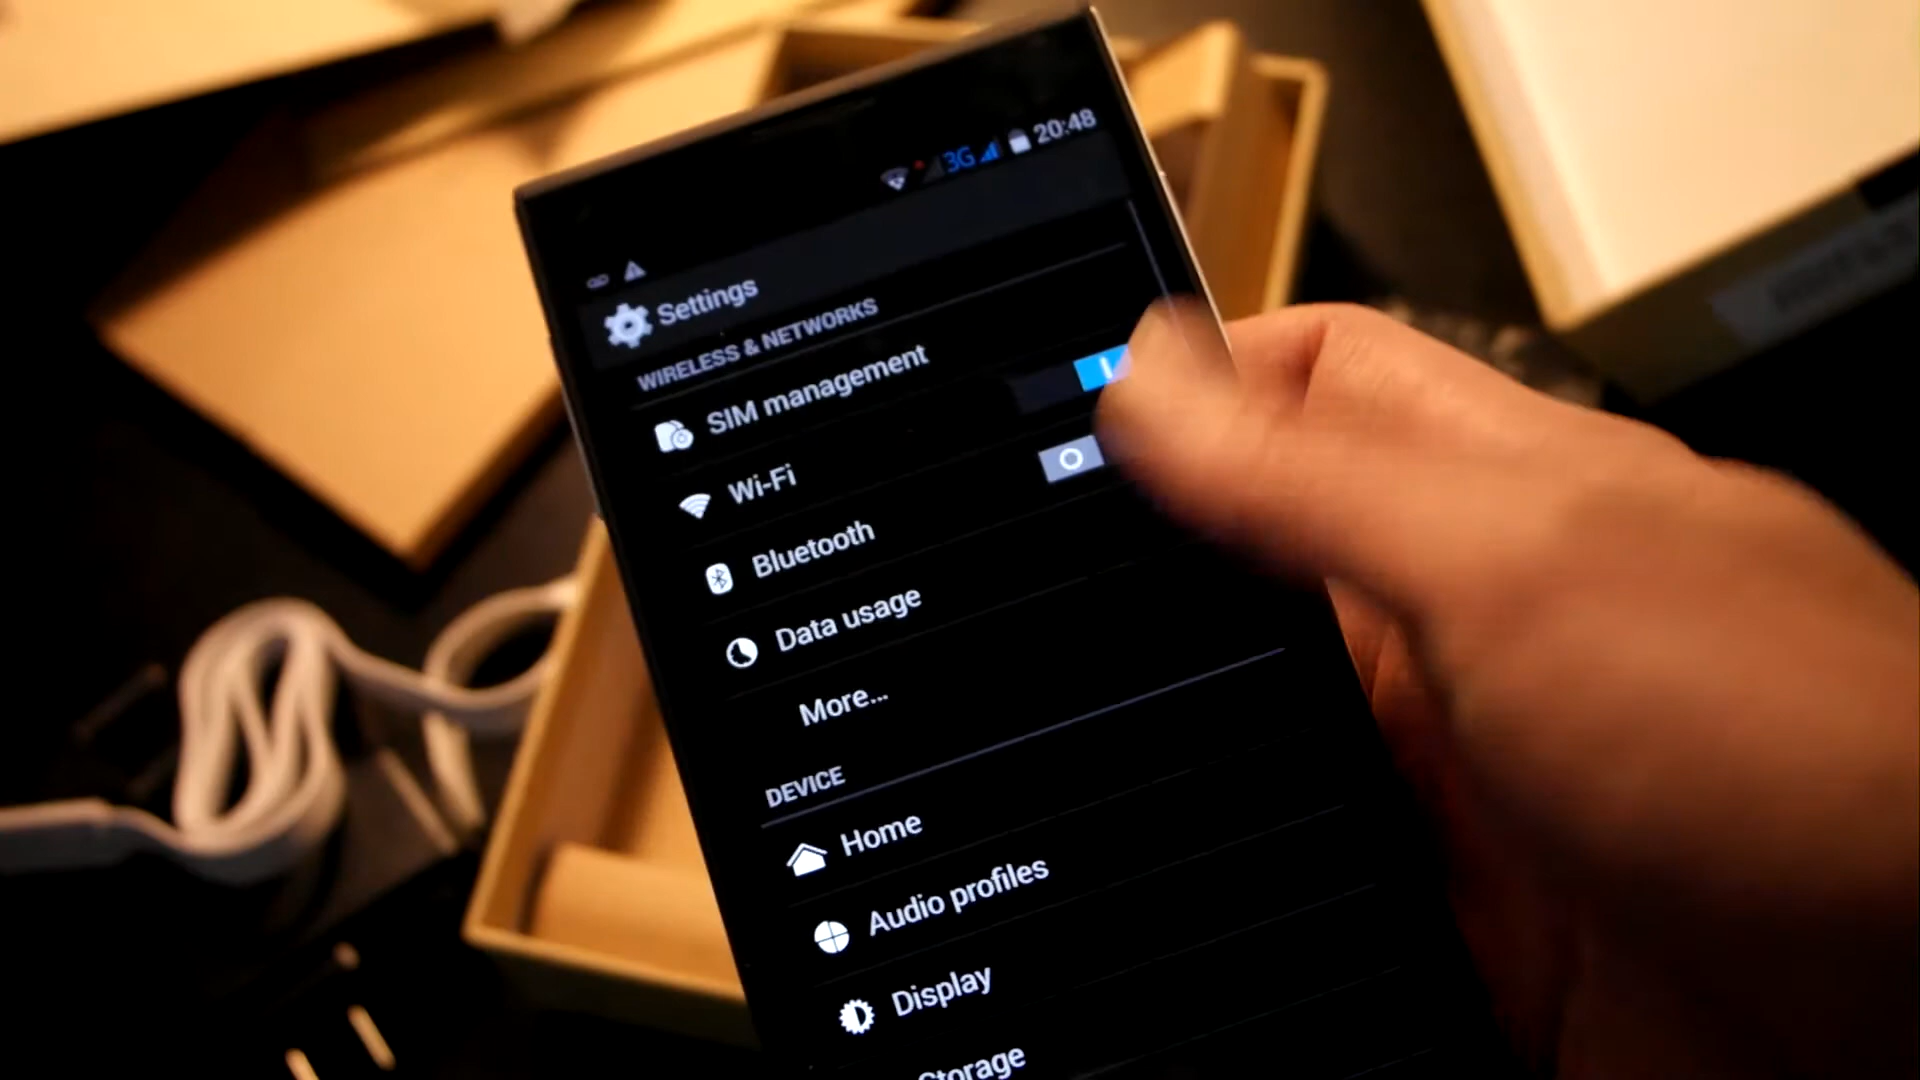 3G 20:48
Settings
WIRELESS & NETWORKS
SIM management
Wi-Fi
Bluetooth
Data usage
More...
DEVICE
Home
Audio profiles
Display
Storage